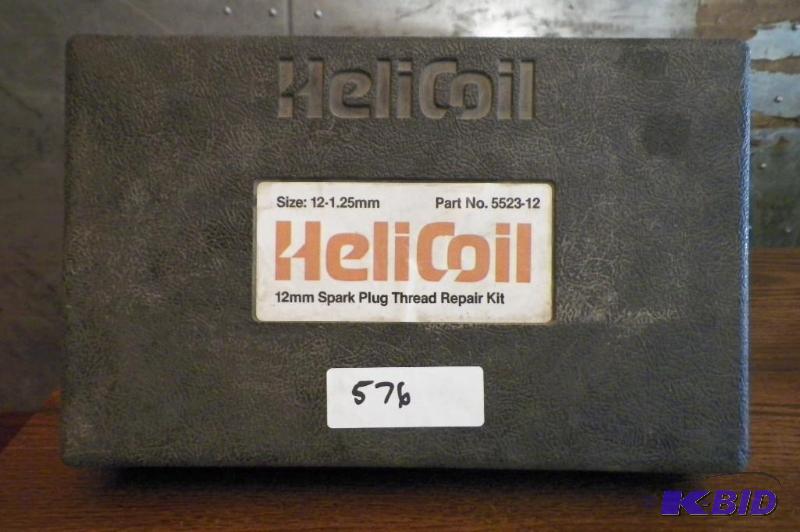 HeliCoil
Size: 12-1.25mm Part No. 5523-12
HeliCoil
12mm Spark Plug Thread Repair Kit
576
K-BID